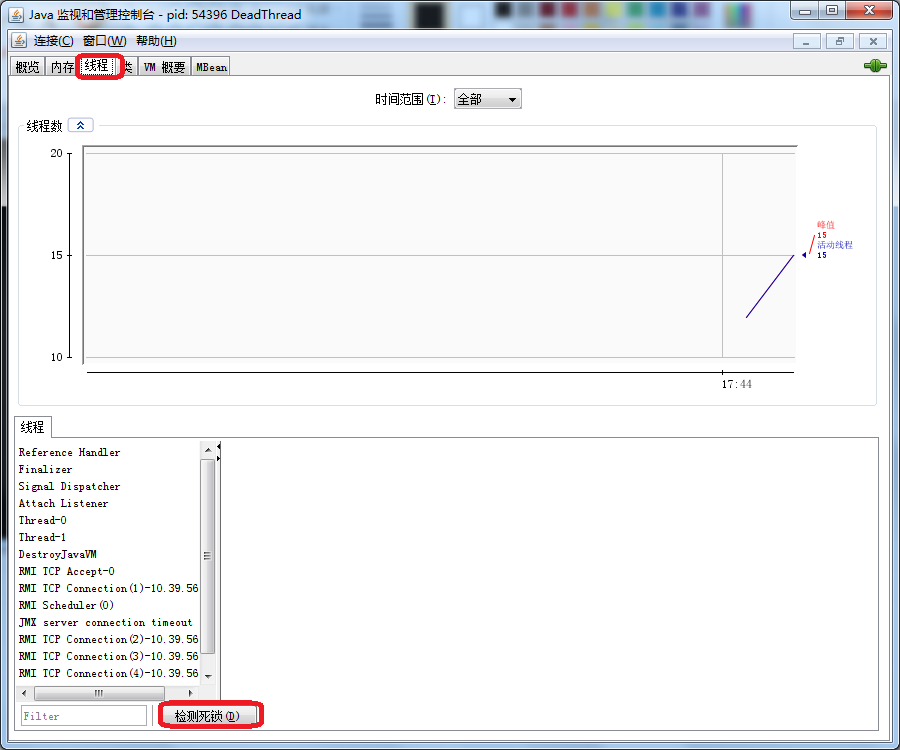 Java 监视和管理控制台 - pid: 54396 DeadThread
连接(C) 窗口(W) 帮助(H)
概览 内存 线程 类 VM 概要 MBean
时间范围(I): 全部
线程数
20
15
10
峰值
15
活动线程
15
17:44
线程
Reference Handler
Finalizer
Signal Dispatcher
Attach Listener
Thread-0
Thread-1
DestroyJavaVM
RMI TCP Accept-0
RMI TCP Connection(1)-10.39.56
RMI Scheduler(0)
JMX server connection timeout
RMI TCP Connection(2)-10.39.56
RMI TCP Connection(3)-10.39.56
RMI TCP Connection(4)-10.39.56
Filter 检测死锁(D)